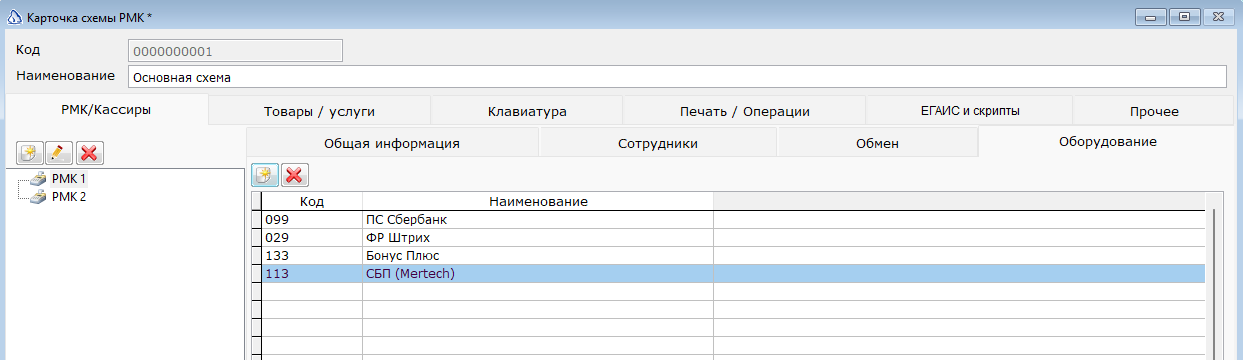 Карточка схемы РМК *
Код 0000000001
Наименование Основная схема
РМК/Кассиры Товары / услуги Клавиатура Печать / Операции ЕГАИС и скрипты Прочее
Общая информация Сотрудники Обмен Оборудование
РМК 1
РМК 2
Код Наименование
099 ПС Сбербанк
029 ФР Штрих
133 Бонус Плюс
113 СБП (Mertech)